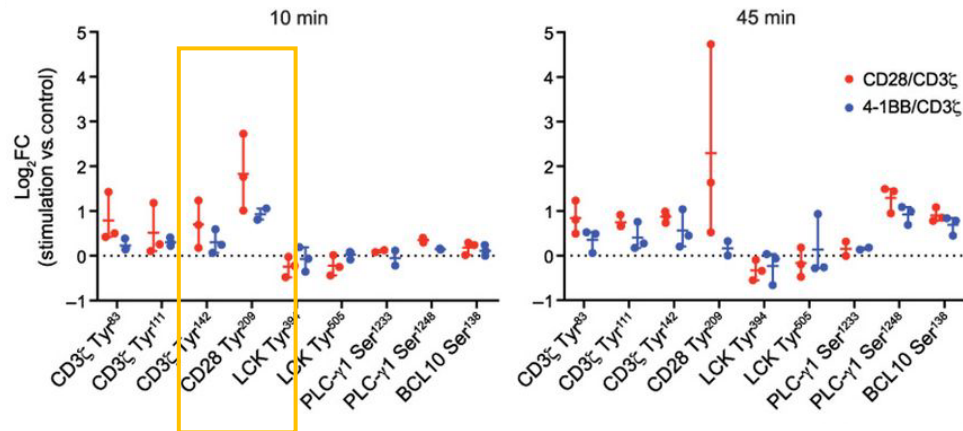 10 min
Log₂FC
(stimulation vs. control)
5
4
3
2
1
0
−1
CD3ζ Tyr⁸³
CD3ζ Tyr¹¹¹
CD3ζ Tyr¹⁴²
CD28 Tyr²⁰⁹
LCK Tyr³⁹⁴
LCK Tyr⁵⁰⁵
PLC-γ1 Ser¹²³³
PLC-γ1 Ser¹²⁴⁸
BCL10 Ser¹³⁸
45 min
5
4
3
2
1
0
−1
CD28/CD3ζ
4-1BB/CD3ζ
CD3ζ Tyr⁸³
CD3ζ Tyr¹¹¹
CD3ζ Tyr¹⁴²
CD28 Tyr²⁰⁹
LCK Tyr³⁹⁴
LCK Tyr⁵⁰⁵
PLC-γ1 Ser¹²³³
PLC-γ1 Ser¹²⁴⁸
BCL10 Ser¹³⁸